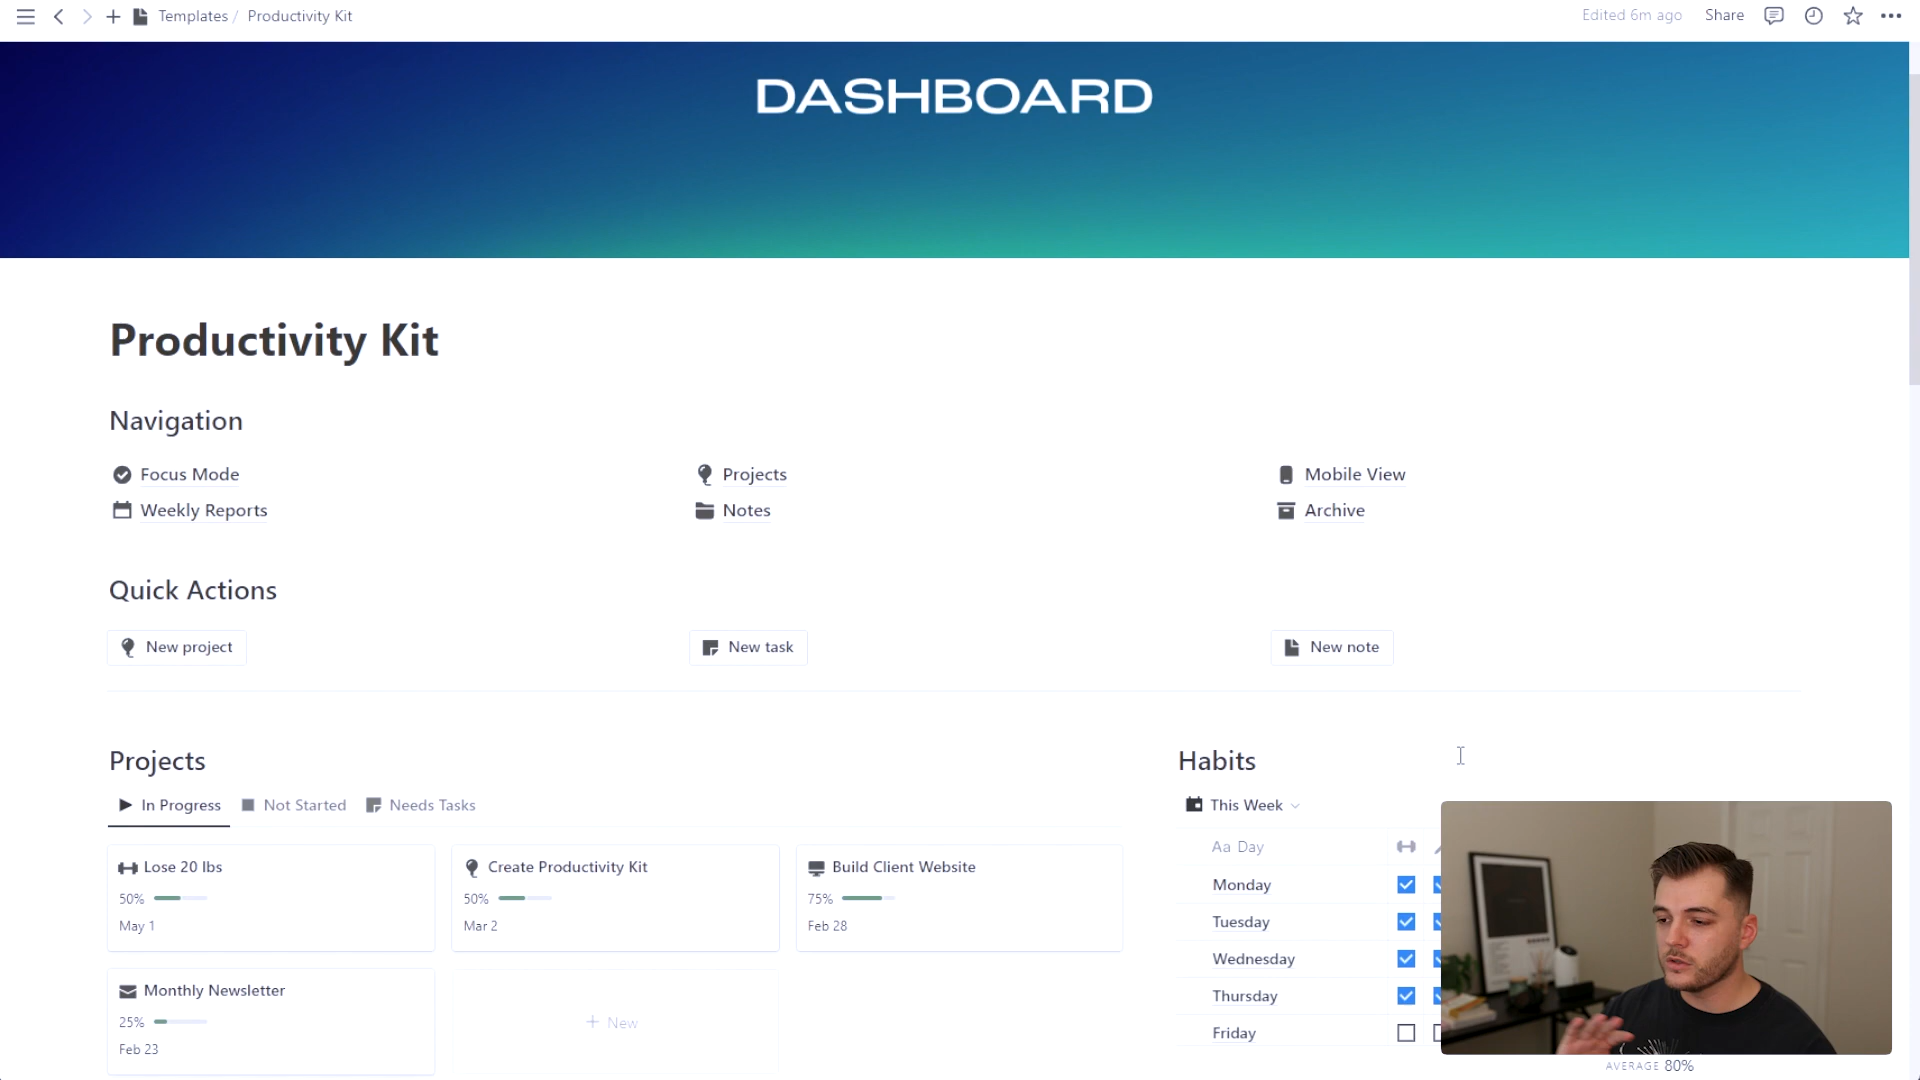 Templates / Productivity Kit
Edited 6m ago Share
DASHBOARD
Productivity Kit
Navigation
Focus Mode
Projects
Mobile View
Weekly Reports
Notes
Archive
Quick Actions
New project
New task
New note
Projects
In Progress
Not Started
Needs Tasks
Lose 20 lbs
50%
May 1
Create Productivity Kit
50%
Mar 2
Build Client Website
75%
Feb 28
Monthly Newsletter
25%
Feb 23
+ New
Habits
This Week
Aa Day
Monday
Tuesday
Wednesday
Thursday
Friday
AVERAGE 80%